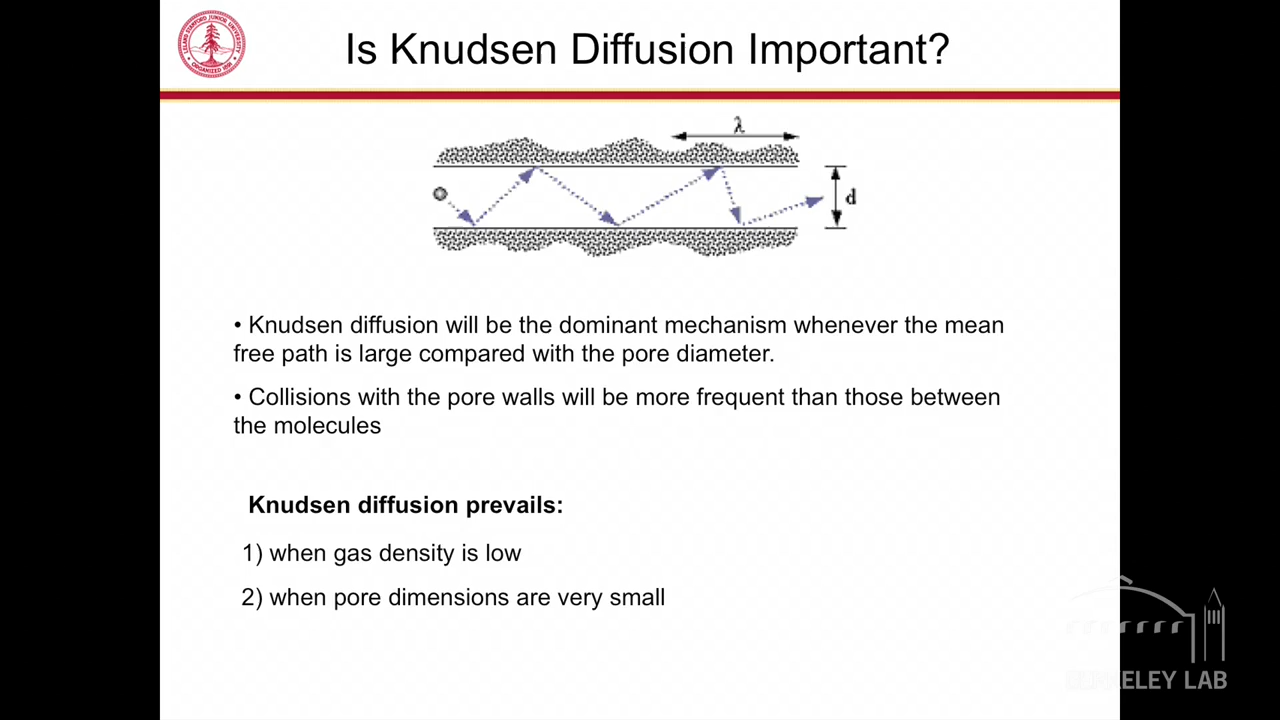 Is Knudsen Diffusion Important?
λ
d
• Knudsen diffusion will be the dominant mechanism whenever the mean
free path is large compared with the pore diameter.
• Collisions with the pore walls will be more frequent than those between
the molecules
Knudsen diffusion prevails:
1) when gas density is low
2) when pore dimensions are very small
BERKELEY LAB